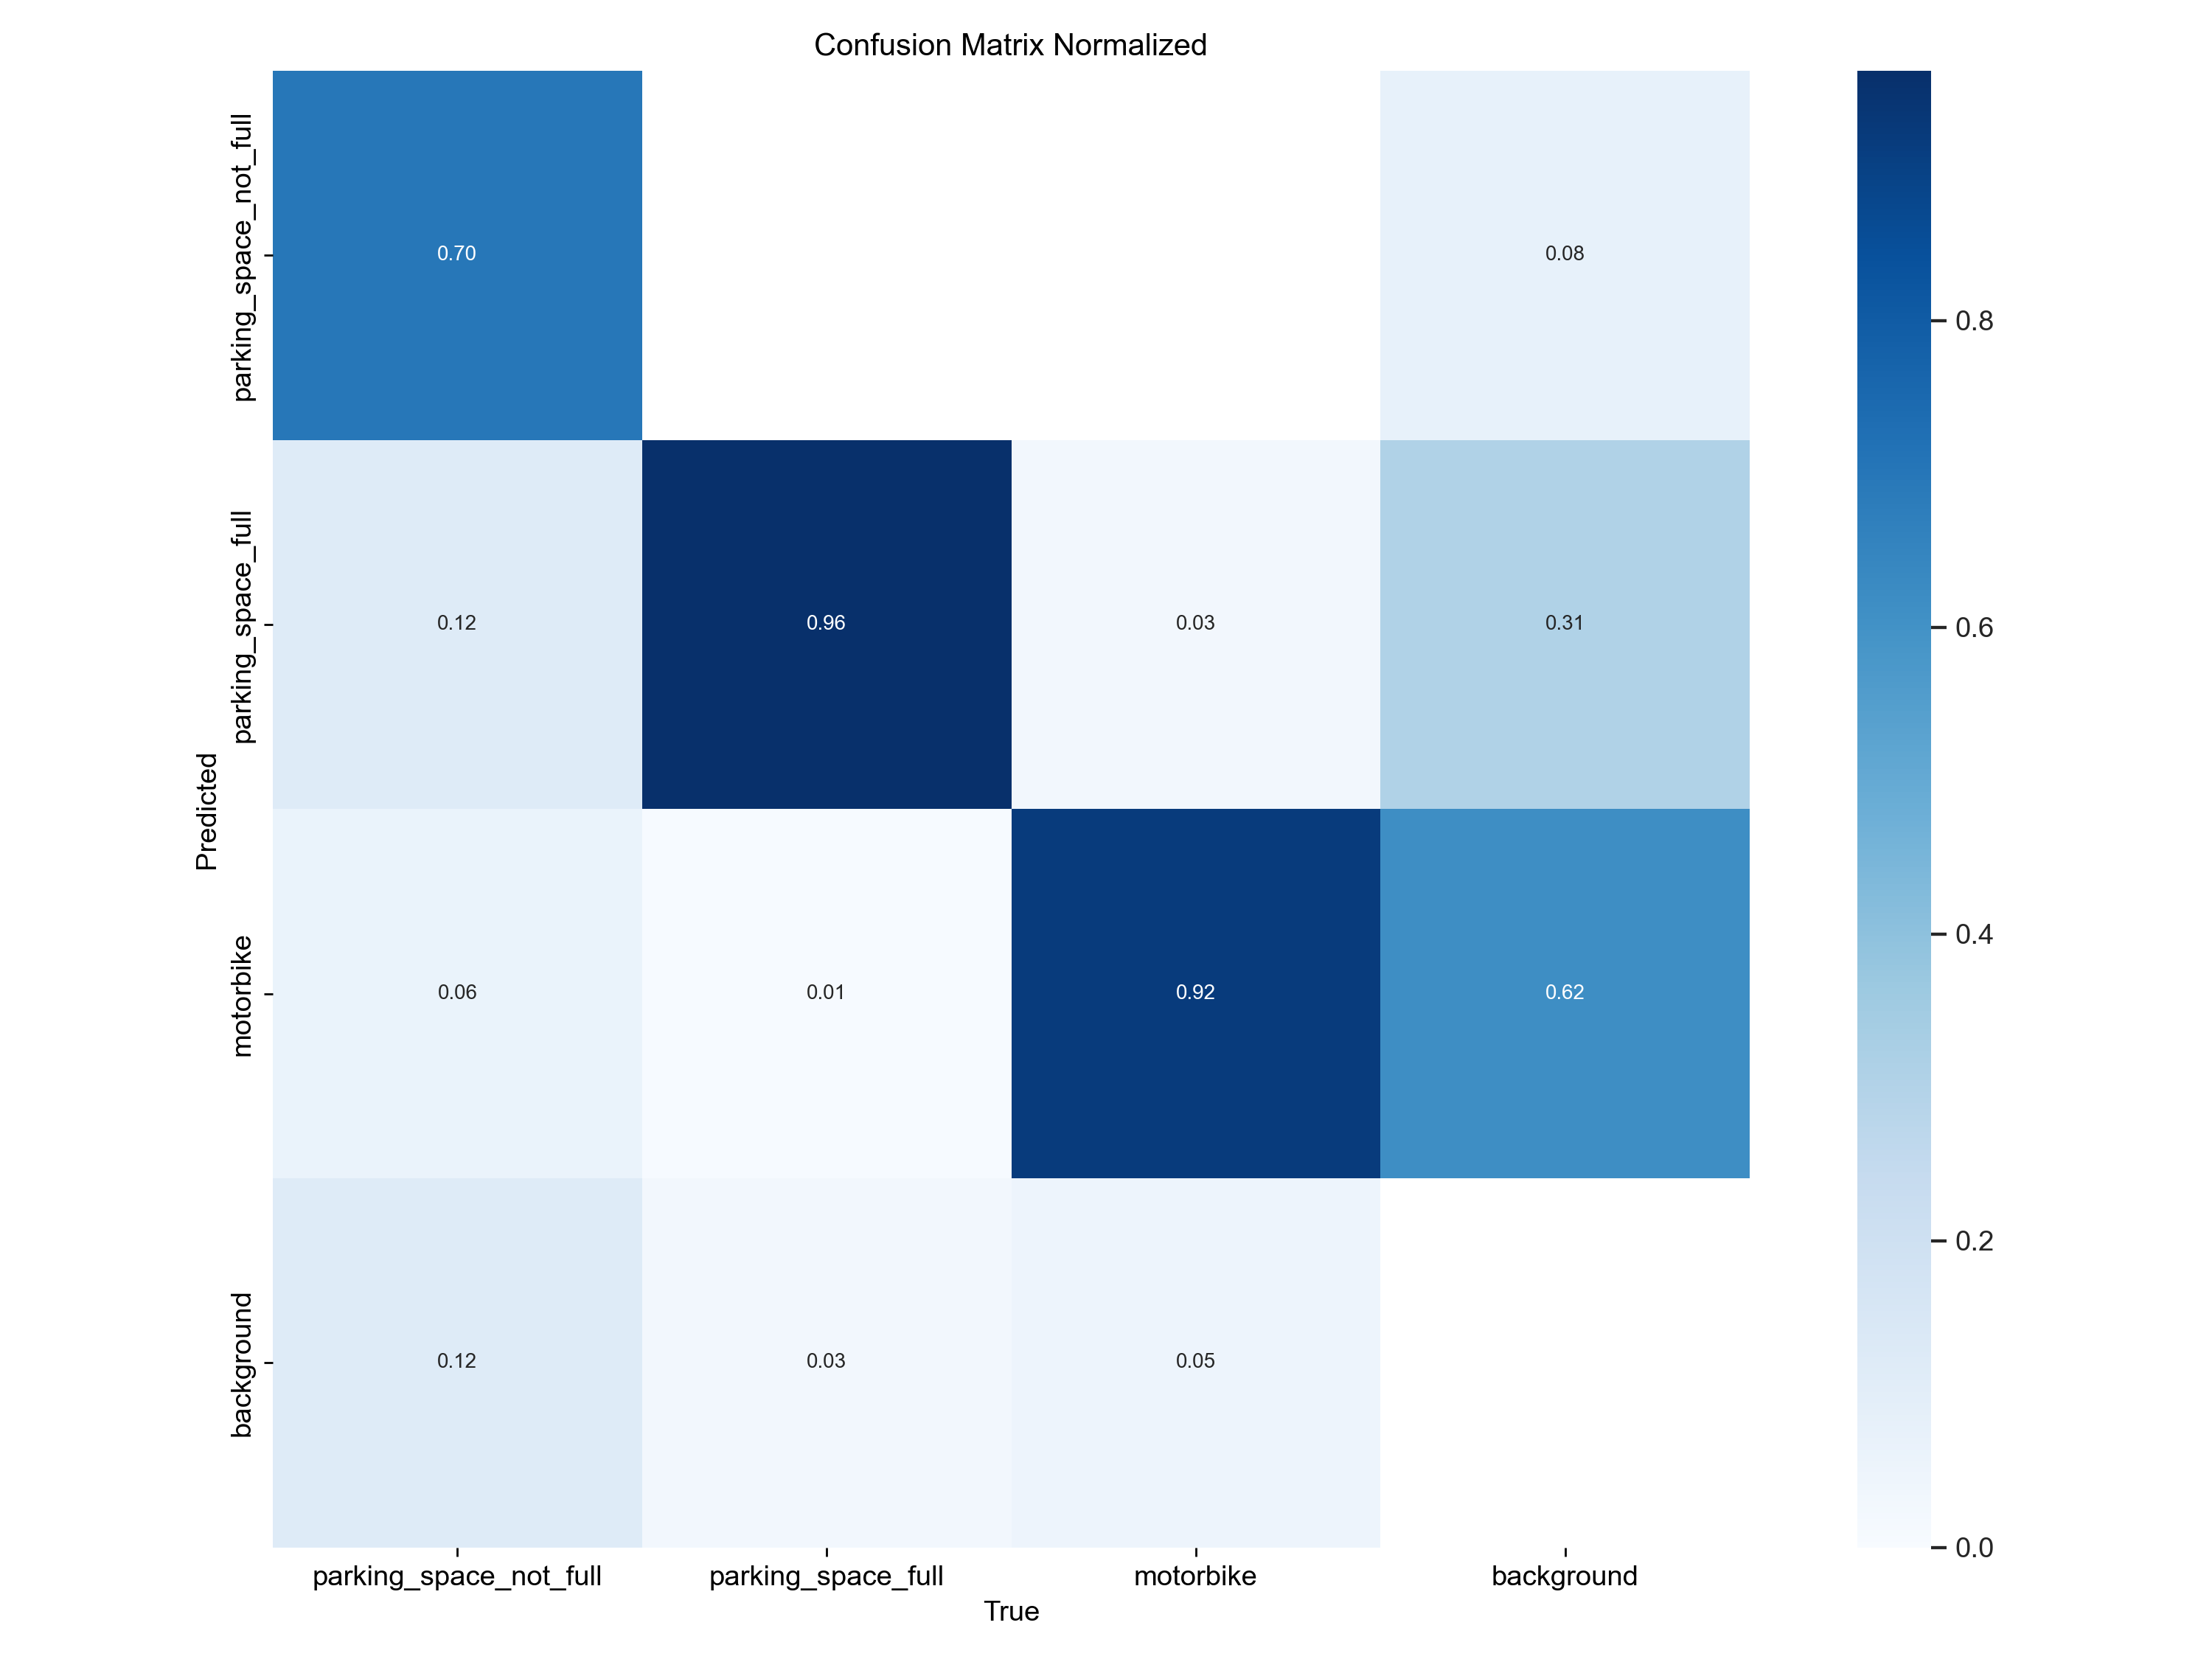 Confusion Matrix Normalized
parking_space_not_full
0.70
0.08
parking_space_full
0.12
0.96
0.03
0.31
motorbike
0.06
0.01
0.92
0.62
background
0.12
0.03
0.05
Predicted
parking_space_not_full
parking_space_full
motorbike
background
True
0.8
0.6
0.4
0.2
0.0